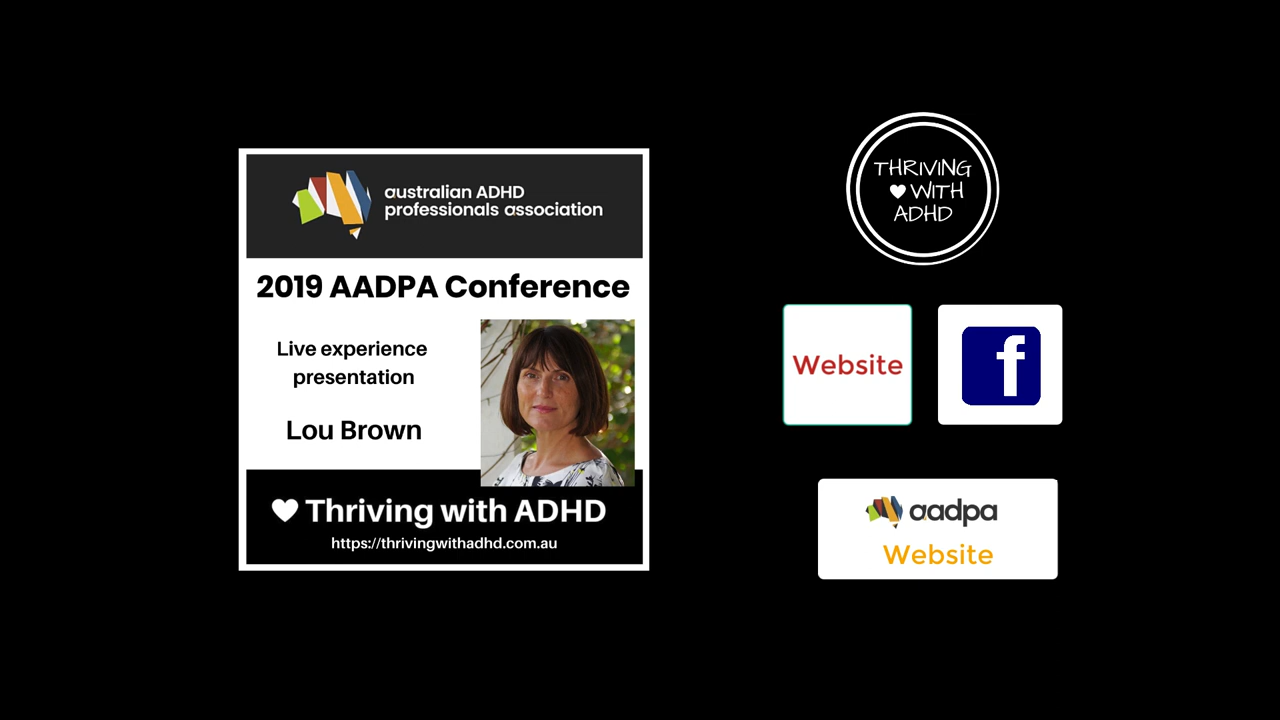 australian ADHD
professionals association
2019 AADPA Conference
Live experience
presentation
Lou Brown
Thriving with ADHD
https://thrivingwithadhd.com.au
THRIVING
WITH
ADHD
Website
f
aadpa
Website